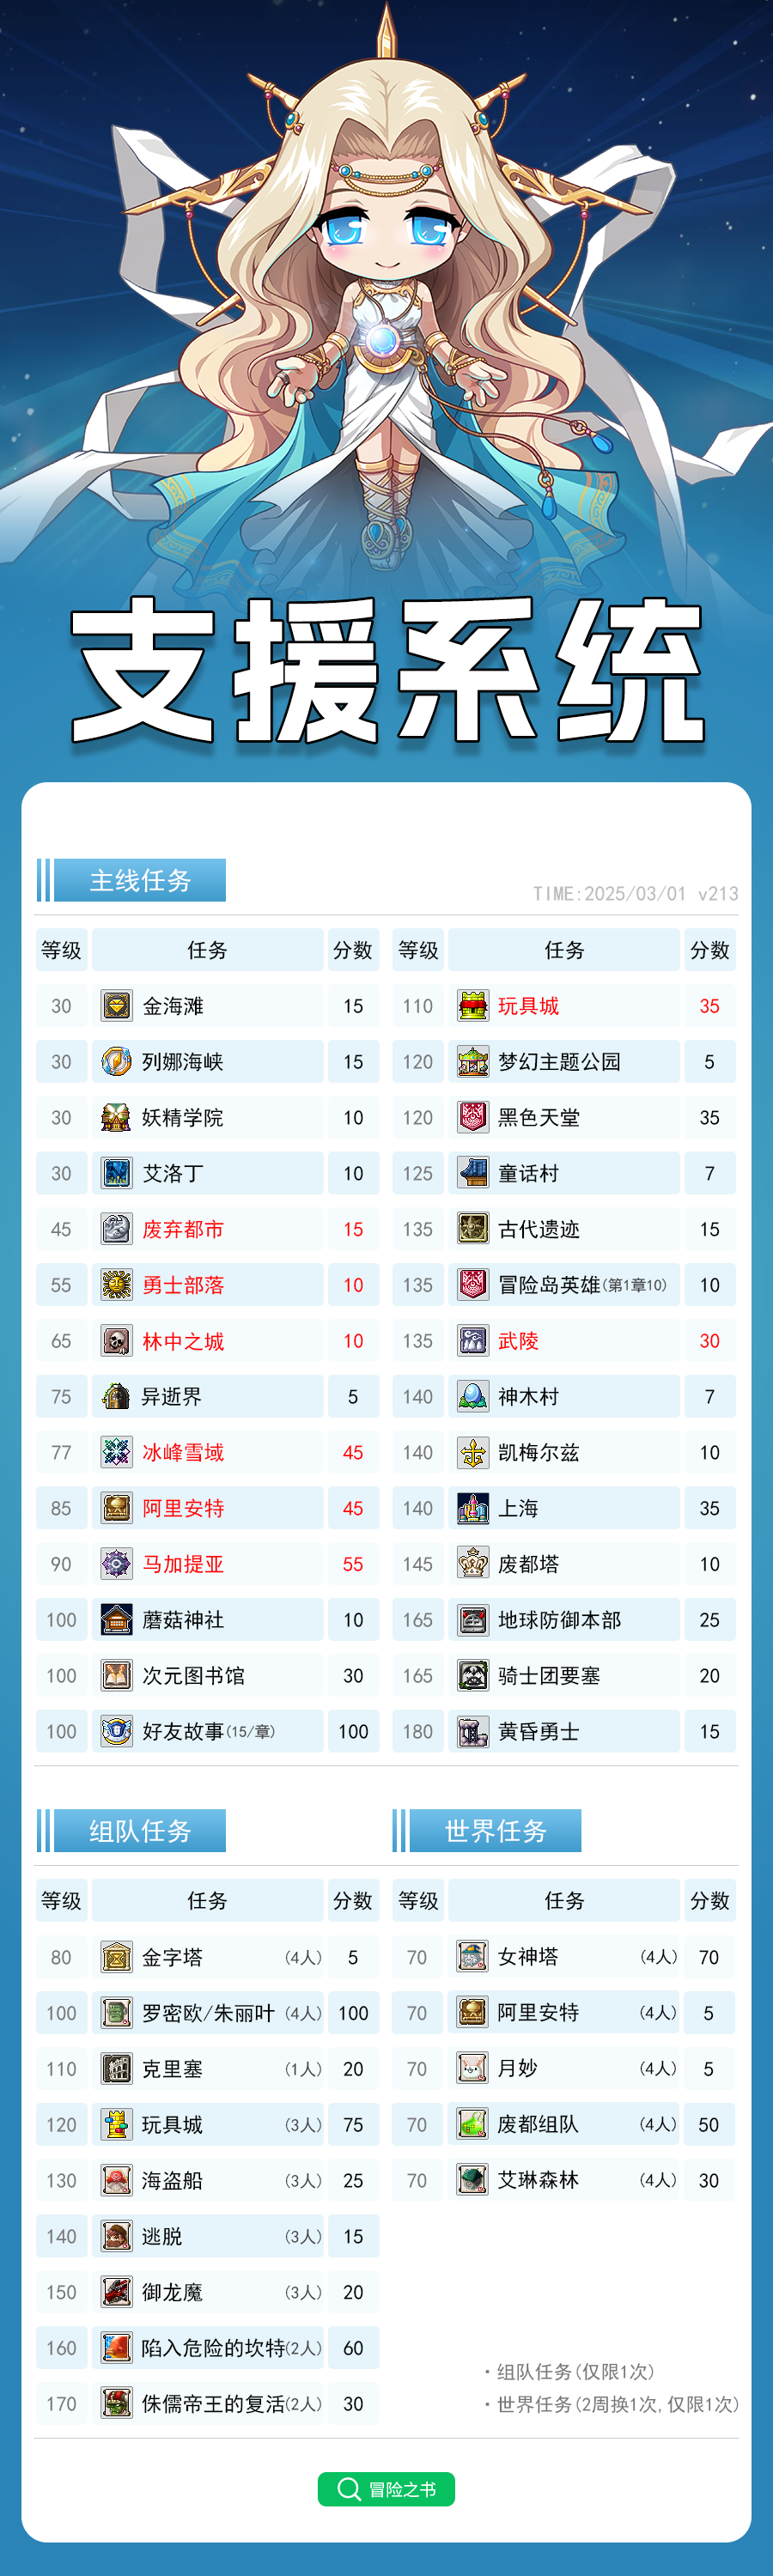 支援系统
主线任务
TIME:2025/03/01 v213
等级 任务 分数 等级 任务 分数
30 金海滩 15 110 玩具城 35
30 列娜海峡 15 120 梦幻主题公园 5
30 妖精学院 10 120 黑色天堂 35
30 艾洛丁 10 125 童话村 7
45 废弃都市 15 135 古代遗迹 15
55 勇士部落 10 135 冒险岛英雄(第1章10) 10
65 林中之城 10 135 武陵 30
75 异逝界 5 140 神木村 7
77 冰峰雪域 45 140 凯梅尔兹 10
85 阿里安特 45 140 上海 35
90 马加提亚 55 145 废都塔 10
100 蘑菇神社 10 165 地球防御本部 25
100 次元图书馆 30 165 骑士团要塞 20
100 好友故事(15/章) 100 180 黄昏勇士 15
组队任务 世界任务
等级 任务 分数 等级 任务 分数
80 金字塔 (4人) 5 70 女神塔 (4人) 70
100 罗密欧/朱丽叶 (4人) 100 70 阿里安特 (4人) 5
110 克里塞 (1人) 20 70 月妙 (4人) 5
120 玩具城 (3人) 75 70 废都组队 (4人) 50
130 海盗船 (3人) 25 70 艾琳森林 (4人) 30
140 逃脱 (3人) 15
150 御龙魔 (3人) 20
160 陷入危险的坎特(2人) 60
170 侏儒帝王的复活(2人) 30
·组队任务(仅限1次)
·世界任务(2周换1次,仅限1次)
冒险之书